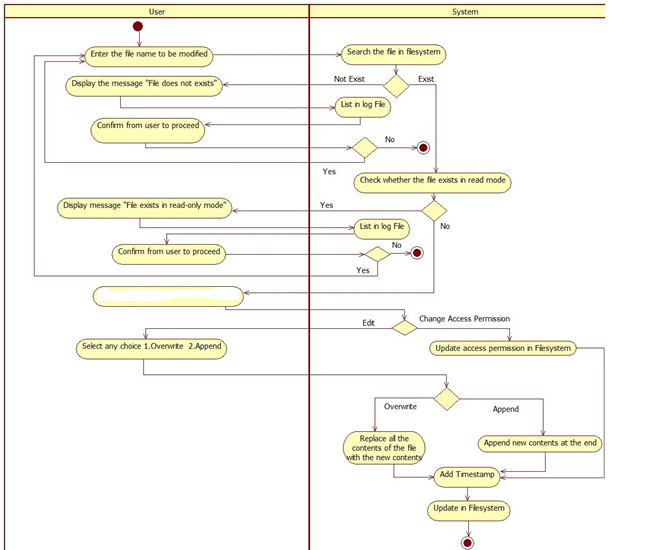 User
System
Enter the file name to be modified
Search the file in filesystem
Not Exist
Exist
Display the message "File does not exists"
List in log File
Confirm from user to proceed
No
Yes
Check whether the file exists in read mode
Display message "File exists in read-only mode"
Yes
No
List in log File
Confirm from user to proceed
No
Yes
Edit
Change Access Permission
Select any choice 1.Overwrite 2.Append
Update access permission in Filesystem
Overwrite
Append
Replace all the
contents of the file
with the new contents
Append new contents at the end
Add Timestamp
Update in Filesystem